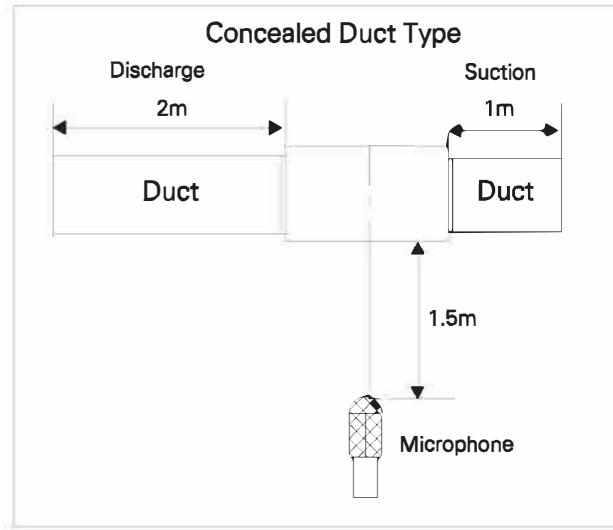 Concealed Duct Type
Discharge
Suction
2m
1m
Duct
Duct
1.5m
Microphone